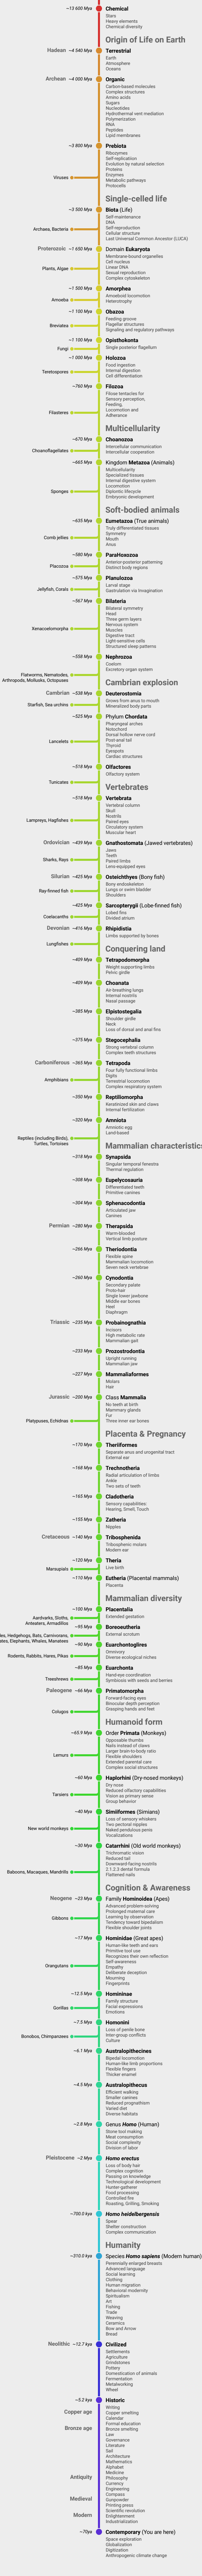 ~13 600 Mya
Chemical
Stars
Heavy elements
Chemical diversity
Origin of Life on Earth
Hadean ~4 540 Mya
Terrestrial
Earth
Atmosphere
Oceans
Archean ~4 000 Mya
Organic
Carbon-based molecules
Complex structures
Amino acids
Sugars
Nucleotides
Hydrothermal vent mediation
Polymerization
RNA
Peptides
Lipid membranes
~3 800 Mya
Prebiota
Ribozymes
Self-replication
Evolution by natural selection
Proteins
Enzymes
Metabolic pathways
Protocells
Viruses
Single-celled life
~3 500 Mya
Biota (Life)
Self-maintenance
DNA
Self-reproduction
Cellular structure
Last Universal Common Ancestor (LUCA)
Archaea, Bacteria
Proterozoic ~1 650 Mya
Domain Eukaryota
Membrane-bound organelles
Cell nucleus
Linear DNA
Sexual reproduction
Complex cytoskeleton
Plants, Algae
~1 500 Mya
Amorphea
Amoeboid locomotion
Heterotrophy
Amoeba
~1 100 Mya
Obazoa
Feeding groove
Flagellar structures
Signaling and regulatory pathways
Breviatea
~1 100 Mya
Opisthokonta
Single posterior flagellum
Fungi
~1 000 Mya
Holozoa
Food ingestion
Internal digestion
Cell differentiation
Teretospores
~760 Mya
Filozoa
Filose tentacles for
Sensory perception,
Feeding,
Locomotion and
Adherance
Filasteres
Multicellularity
~670 Mya
Choanozoa
Intercellular communication
Intercellular cooperation
Choanoflagellates
~665 Mya
Kingdom Metazoa (Animals)
Multicellularity
Specialized tissues
Internal digestive system
Locomotion
Diplontic lifecycle
Embryonic development
Sponges
Soft-bodied animals
~635 Mya
Eumetazoa (True animals)
Truly differentiated tissues
Symmetry
Mouth
Anus
Comb jellies
~580 Mya
ParaHoxozoa
Anterior-posterior patterning
Distinct body regions
Placozoa
~575 Mya
Planulozoa
Larval stage
Gastrulation via Imagination
Jellyfish, Corals
~567 Mya
Bilateria
Bilateral symmetry
Head
Three germ layers
Nervous system
Muscles
Digestive tract
Light-sensitive cells
Structured sleep patterns
Xenacoelomorpha
~558 Mya
Nephrozoa
Coelom
Excretory organ system
Flatworms, Nematodes,
Arthropods, Mollusks, Octopuses
Cambrian explosion
Cambrian ~538 Mya
Deuterostomia
Grows from anus to mouth
Mineralized body parts
Starfish, Sea urchins
~525 Mya
Phylum Chordata
Pharyngeal arches
Notochord
Dorsal hollow nerve cord
Post-anal tail
Thyroid
Eyespots
Cardiac structures
Lancelets
~518 Mya
Olfactores
Olfactory system
Tunicates
Vertebrates
~518 Mya
Vertebrata
Vertebral column
Skull
Nostrils
Paired eyes
Circulatory system
Muscular heart
Lampreys, Hagfishes
Ordovician ~439 Mya
Gnathostomata (Jawed vertebrates)
Jaws
Teeth
Paired limbs
Lens-equipped eyes
Sharks, Rays
Silurian ~425 Mya
Osteichthyes (Bony fish)
Bony endoskeleton
Lungs or swim bladder
Shoulders
Ray-finned fish
~425 Mya
Sarcopterygii (Lobe-finned fish)
Lobed fins
Divided atrium
Coelacanths
Devonian ~416 Mya
Rhipidistia
Limbs supported by bones
Lungfishes
Conquering land
~409 Mya
Tetrapodomorpha
Weight supporting limbs
Pelvic girdle
~409 Mya
Choanata
Air-breathing lungs
Internal nostrils
Nasal passage
~385 Mya
Elpistostegalia
Shoulder girdle
Neck
Loss of dorsal and anal fins
~375 Mya
Stegocephalia
Strong vertebral column
Complex teeth structures
Carboniferous ~365 Mya
Tetrapoda
Four fully functional limbs
Digits
Terrestrial locomotion
Complex respiratory system
Amphibians
~350 Mya
Reptiliomorpha
Keratinized skin and claws
Internal fertilization
~320 Mya
Amniota
Amniotic egg
Land-based
Reptiles (including Birds),
Turtles, Tortoises
Mammalian characteristics
~318 Mya
Synapsida
Singular temporal fenestra
Thermal regulation
~308 Mya
Eupelycosauria
Differentiated teeth
Primitive canines
~304 Mya
Sphenacodontia
Articulated jaw
Canines
Permian ~280 Mya
Therapsida
Warm-blooded
Vertical limb posture
~266 Mya
Theriodontia
Flexible spine
Mammalian locomotion
Seven neck vertebrae
~260 Mya
Cynodontia
Secondary palate
Proto-hair
Single lower jawbone
Middle ear bones
Heel
Diaphragm
Triassic ~235 Mya
Probainognathia
Incisors
High metabolic rate
Mammalian gait
~233 Mya
Prozostrodontia
Upright running
Mammalian jaw
~227 Mya
Mammaliaformes
Molars
Hair
Jurassic ~200 Mya
Class Mammalia
No teeth at birth
Mammary glands
Fur
Three inner ear bones
Platypuses, Echidnas
Placenta & Pregnancy
~170 Mya
Theriiformes
Separate anus and urogenital tract
External ear
~168 Mya
Trechnotheria
Radial articulation of limbs
Ankle
Two sets of teeth
~165 Mya
Cladotheria
Sensory capabilities:
Hearing, Smell, Touch
~155 Mya
Zatheria
Nipples
Cretaceous ~140 Mya
Tribosphenida
Tribosphenic molars
Modern ear
~120 Mya
Theria
Live birth
Marsupials
~110 Mya
Eutheria (Placental mammals)
Placenta
Mammalian diversity
~100 Mya
Placentalia
Extended gestation
Aardvarks, Sloths,
Anteaters, Armadillos
~95 Mya
Boreoeutheria
External scrotum
Hedgehogs, Bats, Carnivorans,
Elephants, Whales, Manatees
~90 Mya
Euarchontoglires
Omnivory
Diverse ecological niches
Rodents, Rabbits, Hares, Pikas
~85 Mya
Euarchonta
Hand-eye coordination
Symbiosis with seeds and berries
Treeshrews
Paleogene ~66 Mya
Primatomorpha
Forward-facing eyes
Binocular depth perception
Grasping hands and feet
Colugos
Humanoid form
~65.9 Mya
Order Primata (Monkeys)
Opposable thumbs
Nails instead of claws
Larger brain-to-body ratio
Flexible shoulders
Extended parental care
Complex social structures
Lemuro
~60 Mya
Haplorhini (Dry-nosed monkeys)
Dry nose
Reduced olfactory capabilities
Vision as primary sense
Group behavior
Tarsiers
~40 Mya
Simiiformes (Simians)
Loss of sensory whiskers
Two pectoral nipples
Naked pendulous penis
Vocalizations
New world monkeys
~30 Mya
Catarrhini (Old world monkeys)
Trichromatic vision
Reduced tail
Downward-facing nostrils
2.1.2.3 dental formula
Flattened nails
Baboons, Macaques, Mandrills
Cognition & Awareness
Neogene ~23 Mya
Family Hominoidea (Apes)
Advanced problem-solving
Prolonged maternal care
Learning by observation
Tendency toward bipedalism
Flexible shoulder joints
Gibbons
~17 Mya
Hominidae (Great apes)
Human-like teeth and ears
Primitive tool use
Recognizes their own reflection
Self-awareness
Empathy
Deliberate deception
Mourning
Fingerprints
Orangutans
~12.5 Mya
Homininae
Family structure
Facial expressions
Emotions
Gorillas
~7.5 Mya
Hominini
Loss of penile bone
Inter-group conflicts
Culture
Bonobos, Chimpanzees
~6.1 Mya
Australopithecines
Bipedal locomotion
Human-like limb proportions
Flexible fingers
Thicker enamel
~4.5 Mya
Australopithecus
Efficient walking
Smaller canines
Reduced prognathism
Varied diet
Diverse habitats
~2.8 Mya
Genus Homo (Human)
Stone tool making
Meat consumption
Social complexity
Division of labor
Pleistocene ~2 Mya
Homo erectus
Loss of body hair
Complex cognition
Passing on knowledge
Technological development
Hunter-gatherer
Food processing
Controlled fire
Roasting, Grilling, Smoking
~700.0 kya
Homo heidelbergensis
Spear
Shelter construction
Complex communication
Humanity
~310.0 kya
Species Homo sapiens (Modern human)
Perennially enlarged breasts
Advanced language
Social learning
Clothing
Human migration
Behavioral modernity
Spiritualism
Art
Fishing
Trade
Weaving
Ceramics
Bow and Arrow
Bread
Neolithic ~12.7 kya
Civilized
Settlements
Agriculture
Grindstones
Pottery
Domestication of animals
Fermentation
Metalworking
Wheel
~5.2 kya
Historic
Writing
Copper age
Copper smelting
Calendar
Formal education
Bronze age
Bronze smelting
Law
Governance
Literature
Sail
Architecture
Mathematics
Alphabet
Medicine
Antiquity
Philosophy
Currency
Engineering
Compass
Medieval
Gunpowder
Printing press
Scientific revolution
Modern
Enlightenment
Industrialization
~70ya
Contemporary (You are here)
Space exploration
Globalization
Digitization
Anthropogenic climate change